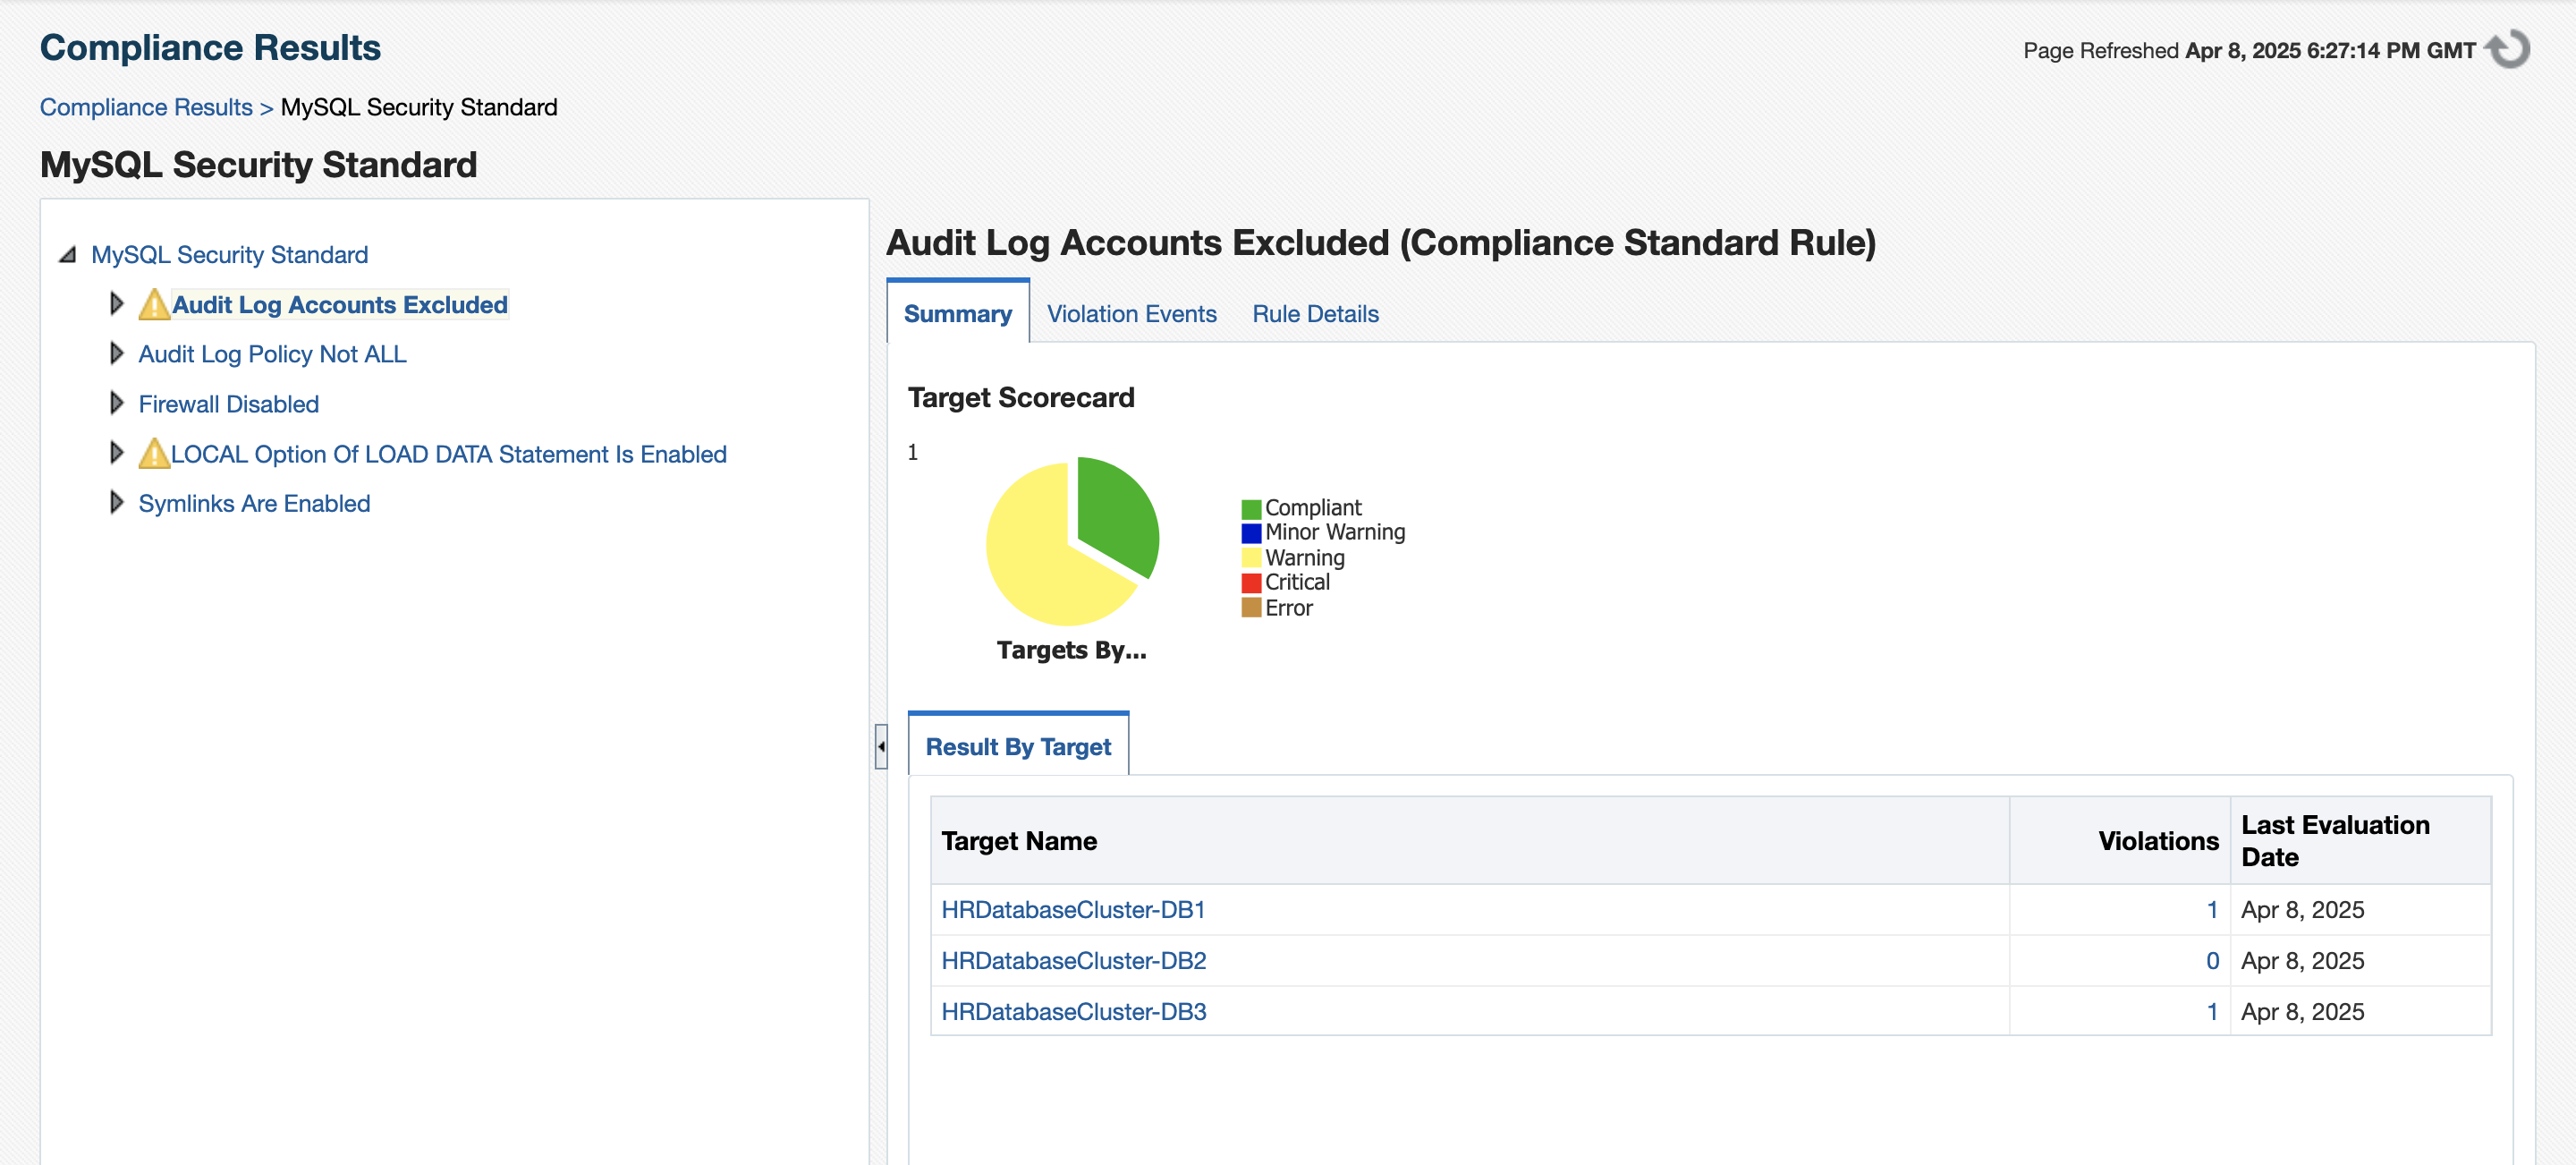 Compliance Results
Page Refreshed Apr 8, 2025 6:27:14 PM GMT
Compliance Results > MySQL Security Standard
MySQL Security Standard
MySQL Security Standard
Audit Log Accounts Excluded
Audit Log Policy Not ALL
Firewall Disabled
LOCAL Option Of LOAD DATA Statement Is Enabled
Symlinks Are Enabled
Audit Log Accounts Excluded (Compliance Standard Rule)
Summary Violation Events Rule Details
Target Scorecard
1
Compliant
Minor Warning
Warning
Critical
Error
Targets By...
Result By Target
Target Name Violations Last Evaluation
Date
HRDatabaseCluster-DB1 1 Apr 8, 2025
HRDatabaseCluster-DB2 0 Apr 8, 2025
HRDatabaseCluster-DB3 1 Apr 8, 2025